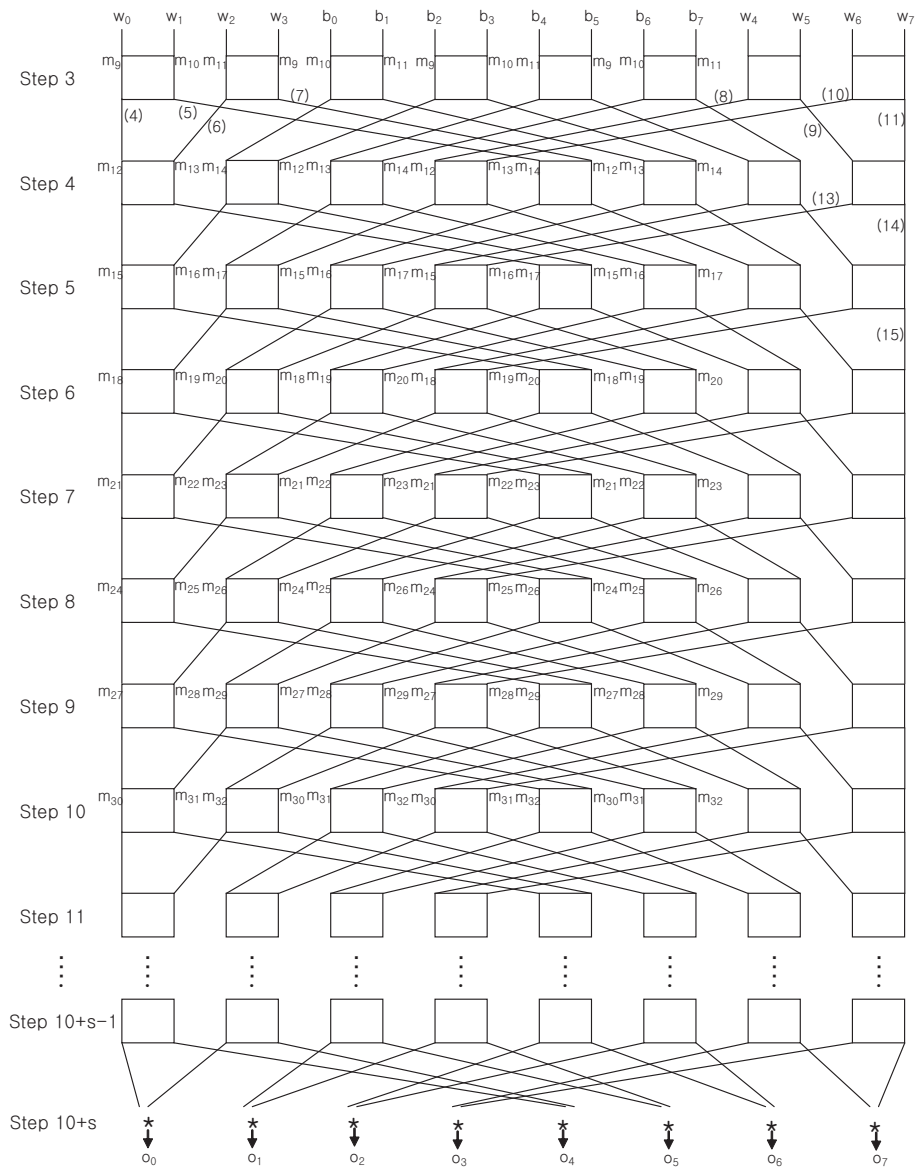 w0 w1 w2 w3 b0 b1 b2 b3 b4 b5 b6 b7 w4 w5 w6 w7
Step 3 m9 m10 m11 m9 m10 m11 m9 m10 m11 m9 m10 m11
(4) (5) (6) (7) (8) (9) (10) (11)
Step 4 m12 m13 m14 m12 m13 m14 m12 m13 m14 m12 m13 m14
(13) (14)
Step 5 m15 m16 m17 m15 m16 m17 m15 m16 m17 m15 m16 m17
(15)
Step 6 m18 m19 m20 m18 m19 m20 m18 m19 m20 m18 m19 m20
Step 7 m21 m22 m23 m21 m22 m23 m21 m22 m23 m21 m22 m23
Step 8 m24 m25 m26 m24 m25 m26 m24 m25 m26 m24 m25 m26
Step 9 m27 m28 m29 m27 m28 m29 m27 m28 m29 m27 m28 m29
Step 10 m30 m31 m32 m30 m31 m32 m30 m31 m32 m30 m31 m32
Step 11
Step 10+s-1
Step 10+s * * * * * * * *
o0 o1 o2 o3 o4 o5 o6 o7